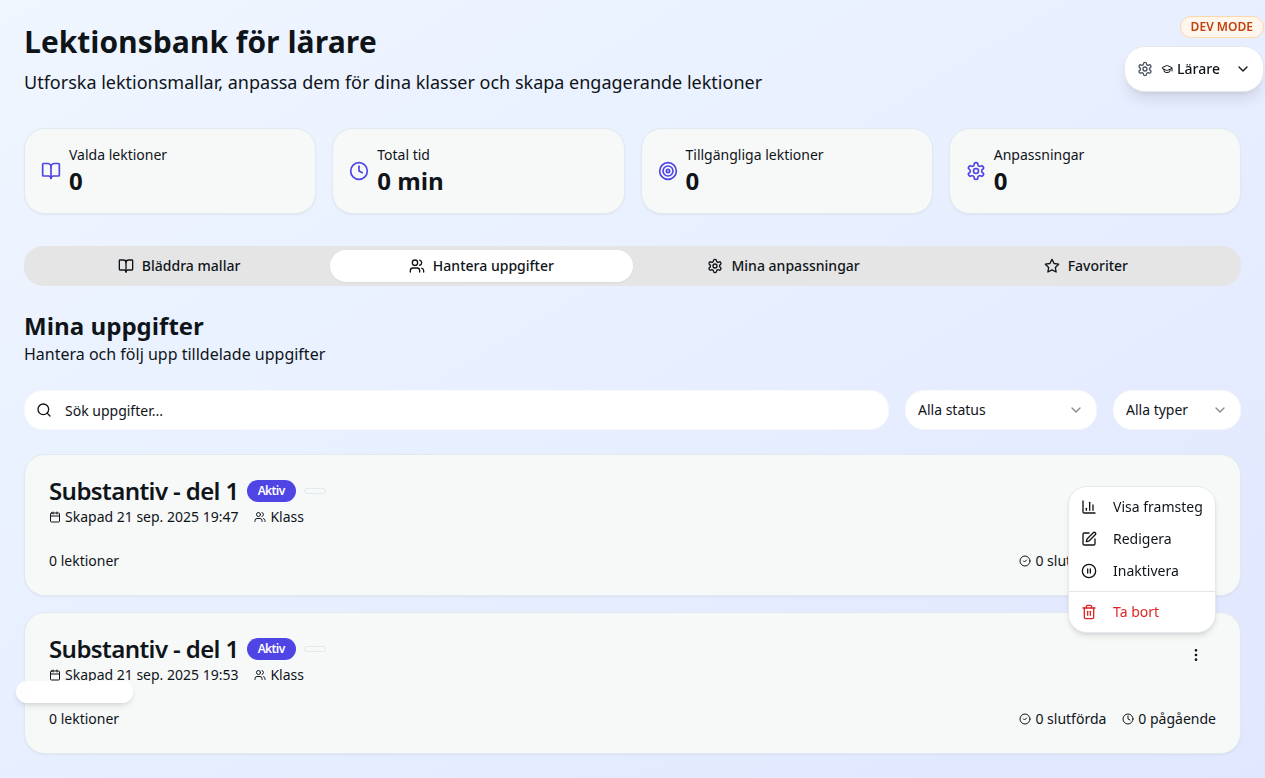 Lektionsbank för lärare
DEV MODE
Utforska lektionsmallar, anpassa dem för dina klasser och skapa engagerande lektioner
Lärare
Valda lektioner
0
Total tid
0 min
Tillgängliga lektioner
0
Anpassningar
0
Bläddra mallar
Hantera uppgifter
Mina anpassningar
Favoriter
Mina uppgifter
Hantera och följ upp tilldelade uppgifter
Sök uppgifter...
Alla status
Alla typer
Substantiv - del 1 Aktiv
Skapad 21 sep. 2025 19:47 Klass
0 lektioner
0 slut
Visa framsteg
Redigera
Inaktivera
Ta bort
Substantiv - del 1 Aktiv
Skapad 21 sep. 2025 19:53 Klass
0 lektioner
0 slutförda 0 pågående